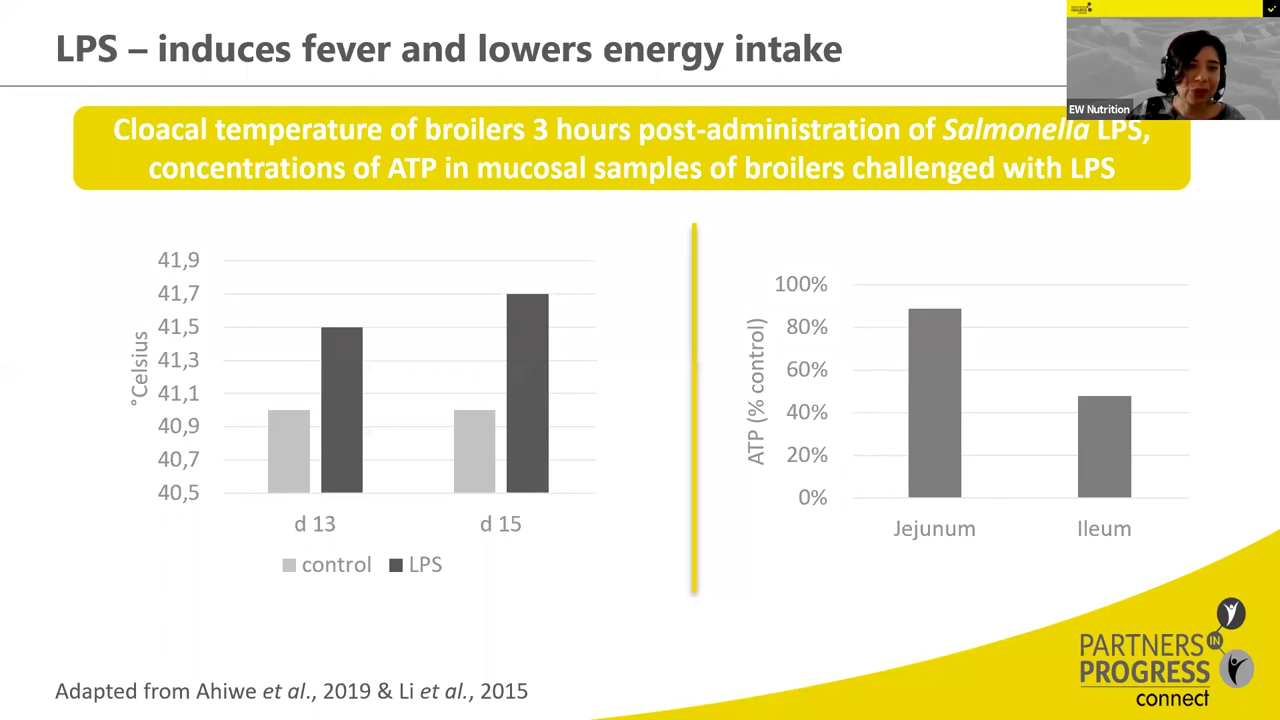 LPS – induces fever and lowers energy intake
EW Nutrition
Cloacal temperature of broilers 3 hours post-administration of Salmonella LPS,
concentrations of ATP in mucosal samples of broilers challenged with LPS
°Celsius
41,9
41,7
41,5
41,3
41,1
40,9
40,7
40,5
d 13
d 15
control
LPS
ATP (% control)
100%
80%
60%
40%
20%
0%
Jejunum
Ileum
Adapted from Ahiwe et al., 2019 & Li et al., 2015
PARTNERS IN
PROGRESS
connect